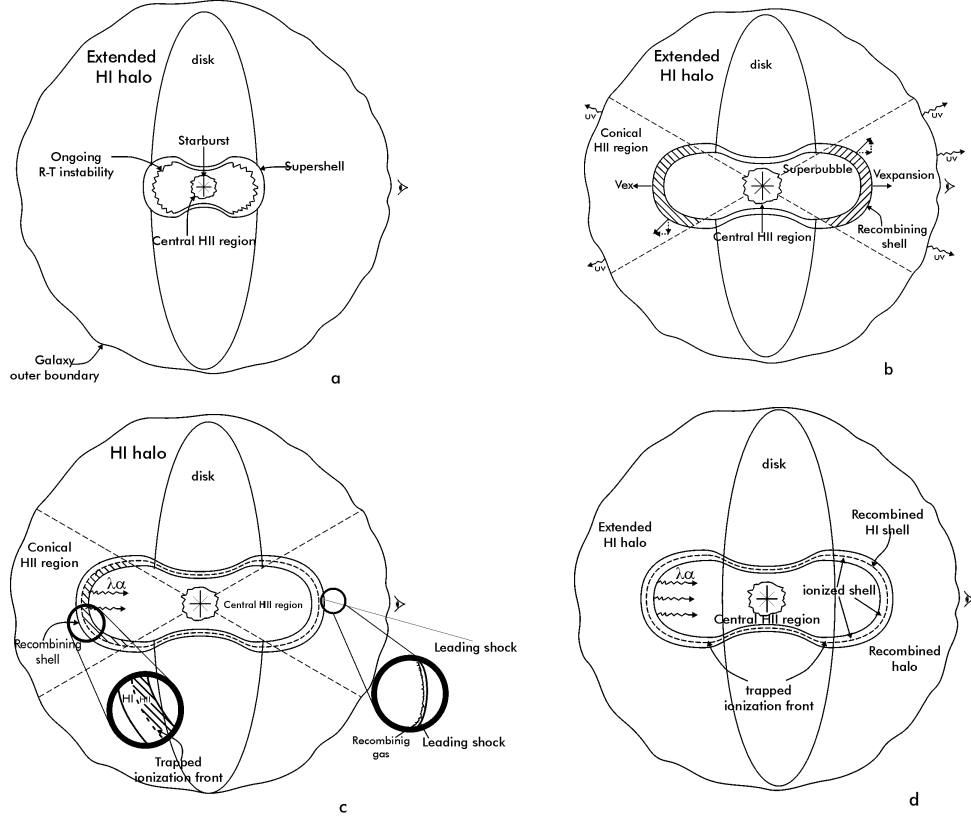 Extended
HI halo
disk
Starburst
Ongoing
R-T instability
Supershell
Central HII region
Galaxy
outer boundary
a
Extended
HI halo
disk
uv
uv
Conical
HII region
uv
Superpubble
Vexpansion
Vex
Central HII region
Recombining
shell
uv
uv
b
HI halo
disk
Conical
HII region
λα
Central HII region
Recombining
shell
Leading shock
HI
HII
Recombinig
gas
Leading shock
Trapped
ionization front
c
disk
Recombined
HI shell
Extended
HI halo
λα
ionized shell
Central HII region
Recombined
halo
trapped
ionization front
d